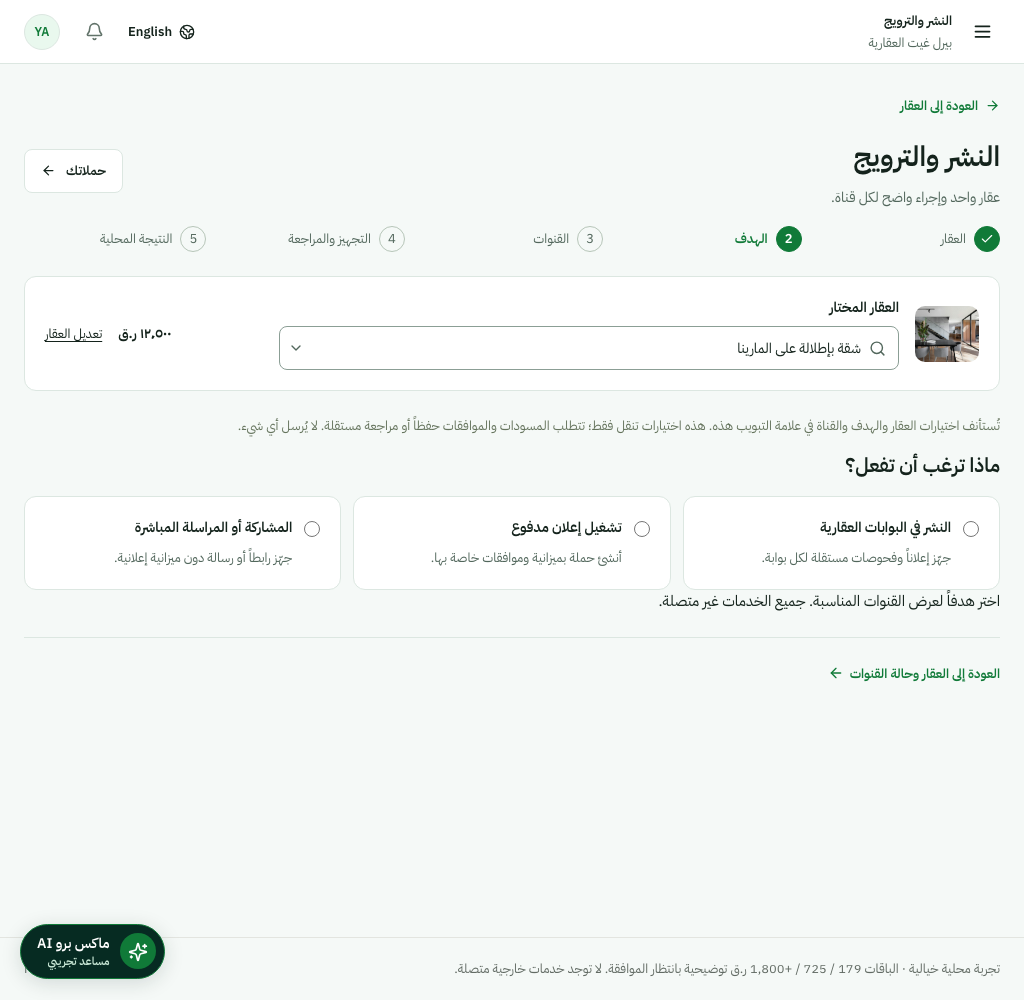 النشر والترويج
بيرل غيت العقارية
English
YA
العودة إلى العقار
النشر والترويج
عقار واحد وإجراء واضح لكل قناة.
حملاتك
العقار
2 الهدف
3 القنوات
4 التجهيز والمراجعة
5 النتيجة المحلية
العقار المختار
شقة بإطلالة على المارينا
١٢٬٥٠٠ ر.ق
تعديل العقار
تُستأنف اختيارات العقار والهدف والقناة في علامة التبويب هذه. هذه اختيارات تنقل فقط؛ تتطلب المسودات والموافقات حفظاً أو مراجعة مستقلة. لا يُرسل أي شيء.
ماذا ترغب أن تفعل؟
النشر في البوابات العقارية
جهّز إعلاناً وفحوصات مستقلة لكل بوابة.
تشغيل إعلان مدفوع
أنشئ حملة بميزانية وموافقات خاصة بها.
المشاركة أو المراسلة المباشرة
جهّز رابطاً أو رسالة دون ميزانية إعلانية.
اختر هدفاً لعرض القنوات المناسبة. جميع الخدمات غير متصلة.
العودة إلى العقار وحالة القنوات
تجربة محلية خيالية · الباقات 179 / 725 / +1,800 ر.ق توضيحية بانتظار الموافقة. لا توجد خدمات خارجية متصلة.
ماكس برو AI
مساعد تجريبي